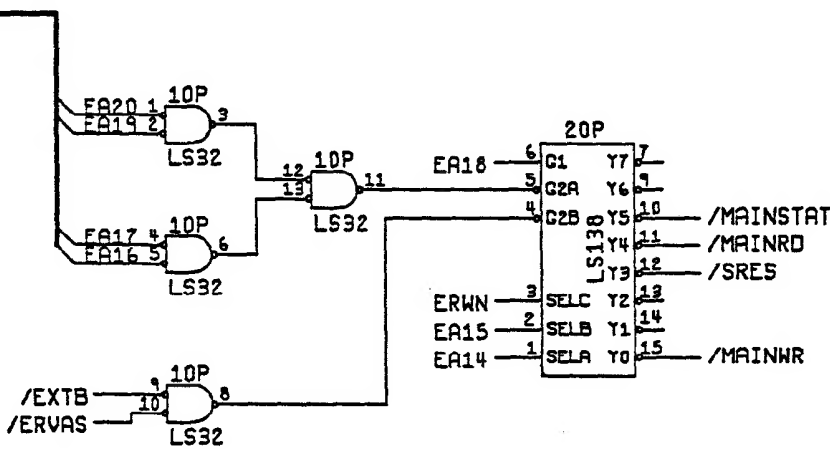 EA20 1 10P 3
EA19 2
LS32
12 10P 11
13
LS32
EA17 4 10P 6
EA16 5
LS32
/EXTB 9 10P 8
/ERVAS 10
LS32
20P
EA18 6 G1 Y7 7
5 G2A Y6 9
4 G2B Y5 10 /MAINSTAT
LS138
Y4 11 /MAINRD
Y3 12 /SRES
ERWN 3 SELC Y2 13
EA15 2 SELB Y1 14
EA14 1 SELA Y0 15 /MAINWR